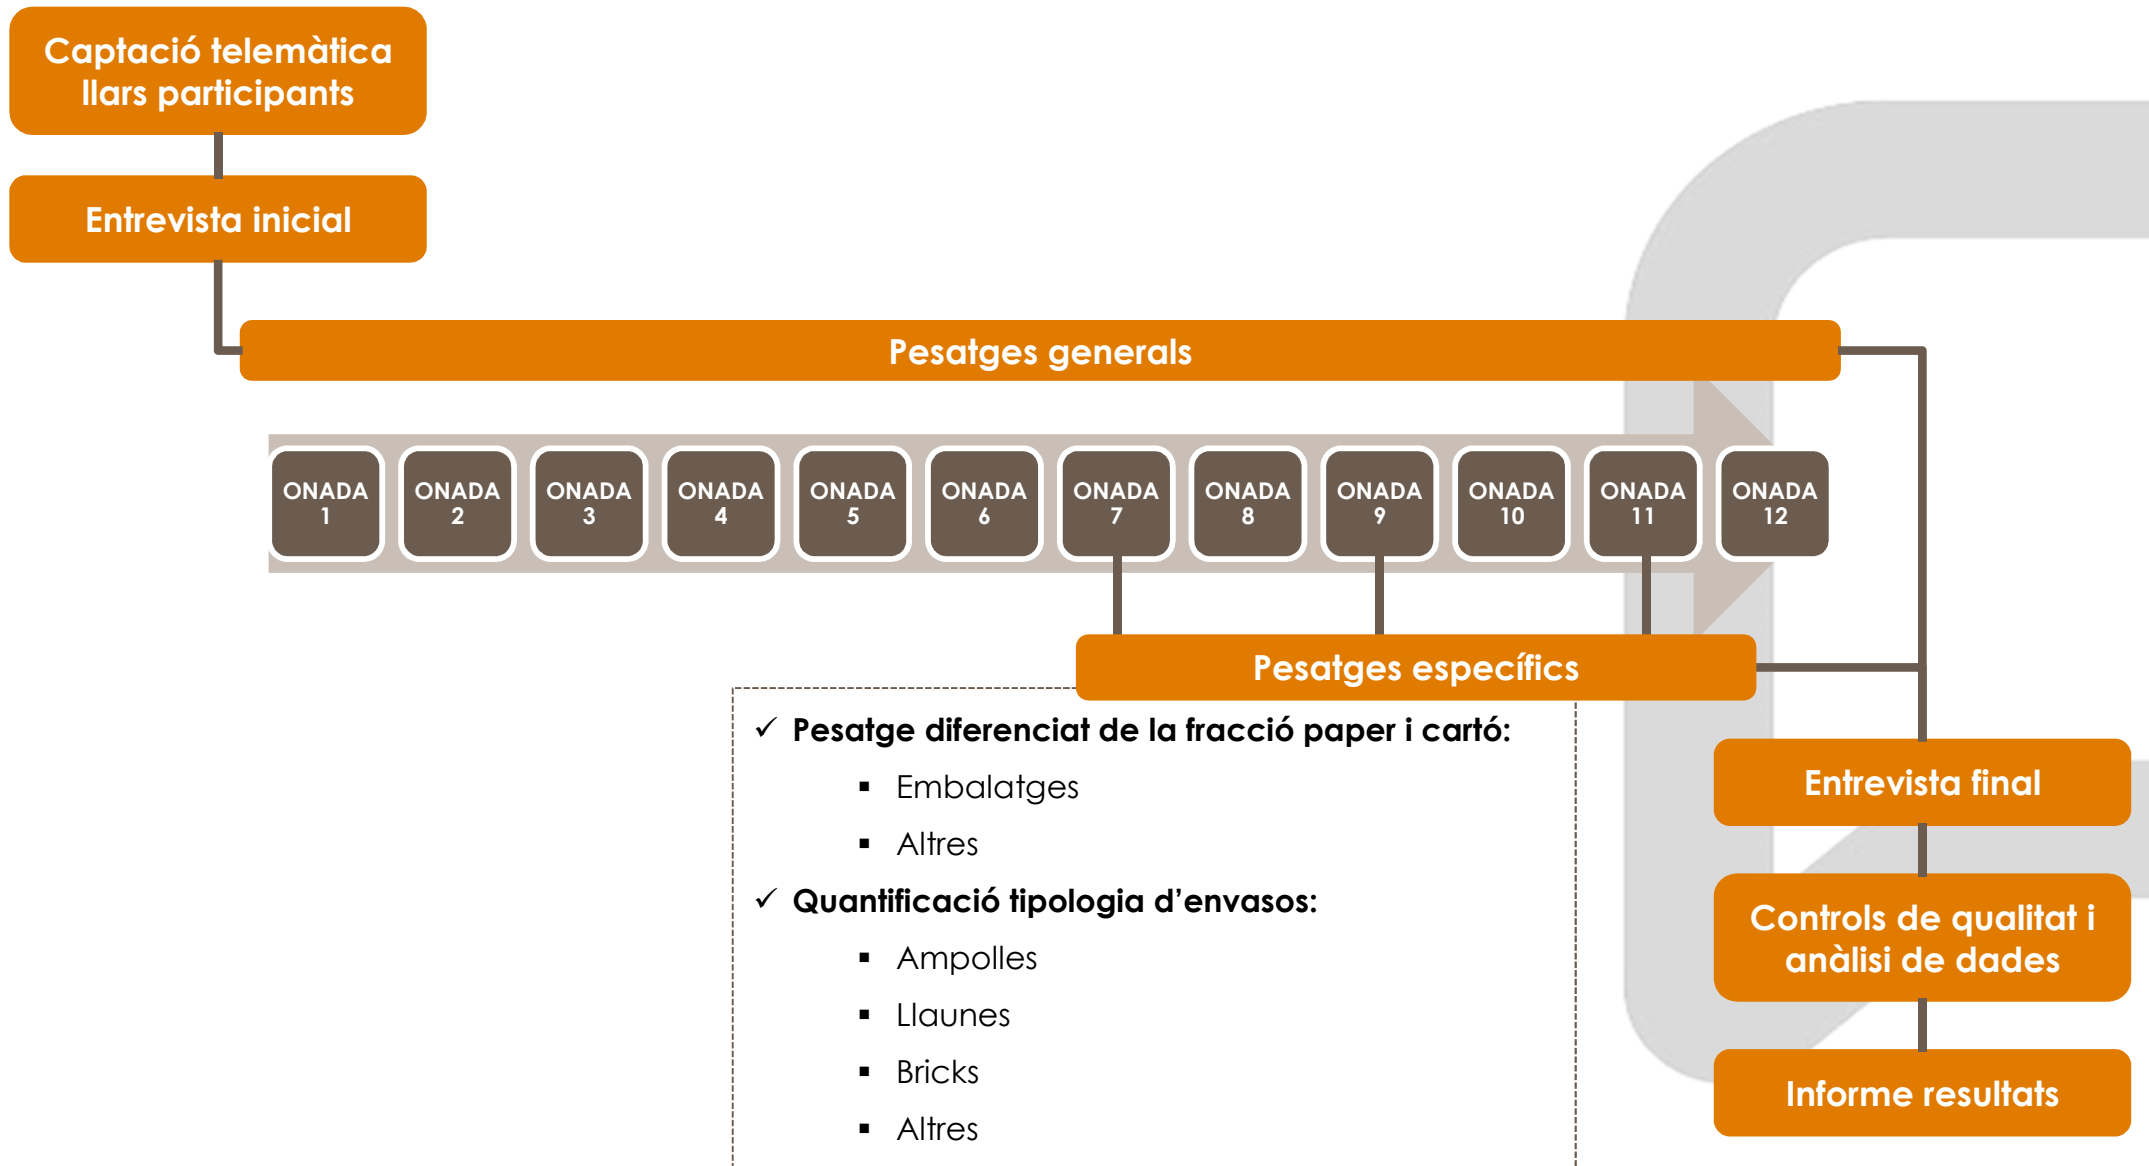 Captació telemàtica
llars participants
Entrevista inicial
Pesatges generals
ONADA
1
ONADA
2
ONADA
3
ONADA
4
ONADA
5
ONADA
6
ONADA
7
ONADA
8
ONADA
9
ONADA
10
ONADA
11
ONADA
12
Pesatges específics
✓ Pesatge diferenciat de la fracció paper i cartó:
▪ Embalatges
▪ Altres
✓ Quantificació tipologia d’envasos:
▪ Ampolles
▪ Llaunes
▪ Bricks
▪ Altres
Entrevista final
Controls de qualitat i
anàlisi de dades
Informe resultats